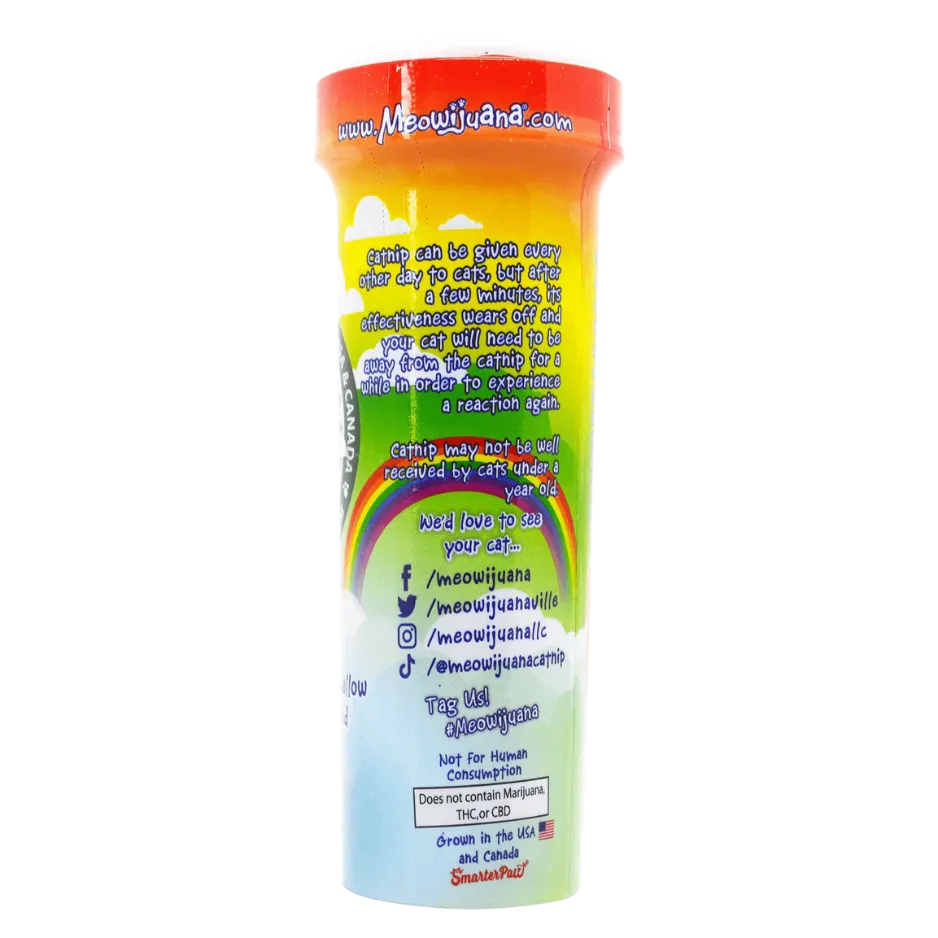 www.Meowijuana®.com
Catnip can be given every
other day to cats, but after
a few minutes, its
effectiveness wears off and
your cat will need to be
away from the catnip for a
while in order to experience
a reaction again.
A & CANADA
Catnip may not be well
received by cats under a
year old.
We'd love to see
your cat...
/meowijuana
/meowijuanaville
/meowijuanallc
/@meowijuanacatnip
allow
Tag Us!
#Meowijuana
Not For Human
Consumption
Does not contain Marijuana,
THC,or CBD
Grown in the USA
and Canada
SmarterPaw